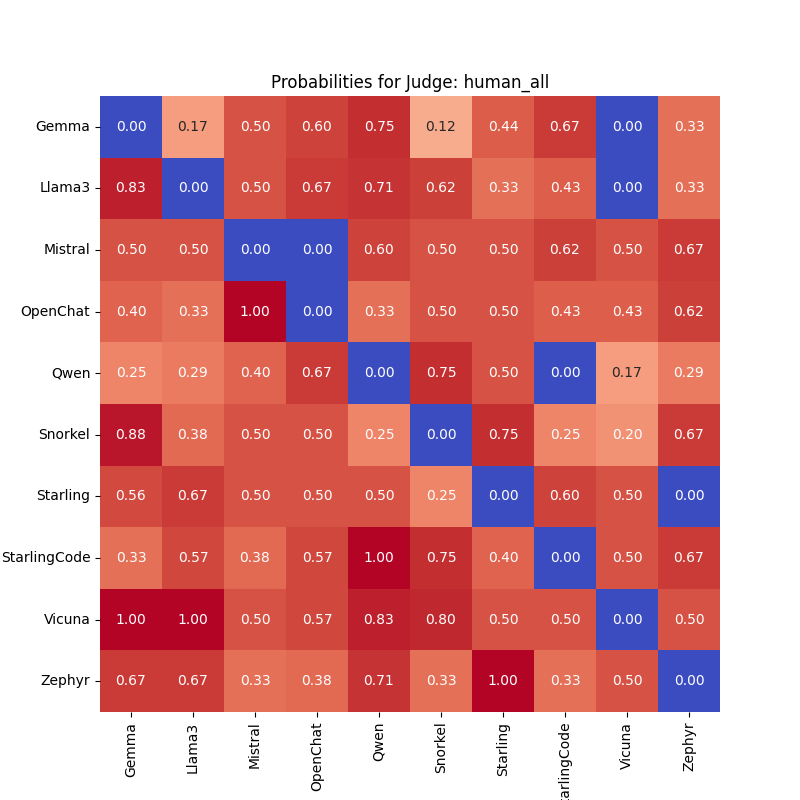 Probabilities for Judge: human_all
Gemma 0.00 0.17 0.50 0.60 0.75 0.12 0.44 0.67 0.00 0.33
Llama3 0.83 0.00 0.50 0.67 0.71 0.62 0.33 0.43 0.00 0.33
Mistral 0.50 0.50 0.00 0.00 0.60 0.50 0.50 0.62 0.50 0.67
OpenChat 0.40 0.33 1.00 0.00 0.33 0.50 0.50 0.43 0.43 0.62
Qwen 0.25 0.29 0.40 0.67 0.00 0.75 0.50 0.00 0.17 0.29
Snorkel 0.88 0.38 0.50 0.50 0.25 0.00 0.75 0.25 0.20 0.67
Starling 0.56 0.67 0.50 0.50 0.50 0.25 0.00 0.60 0.50 0.00
StarlingCode 0.33 0.57 0.38 0.57 1.00 0.75 0.40 0.00 0.50 0.67
Vicuna 1.00 1.00 0.50 0.57 0.83 0.80 0.50 0.50 0.00 0.50
Zephyr 0.67 0.67 0.33 0.38 0.71 0.33 1.00 0.33 0.50 0.00
Gemma Llama3 Mistral OpenChat Qwen Snorkel Starling arlingCode Vicuna Zephyr